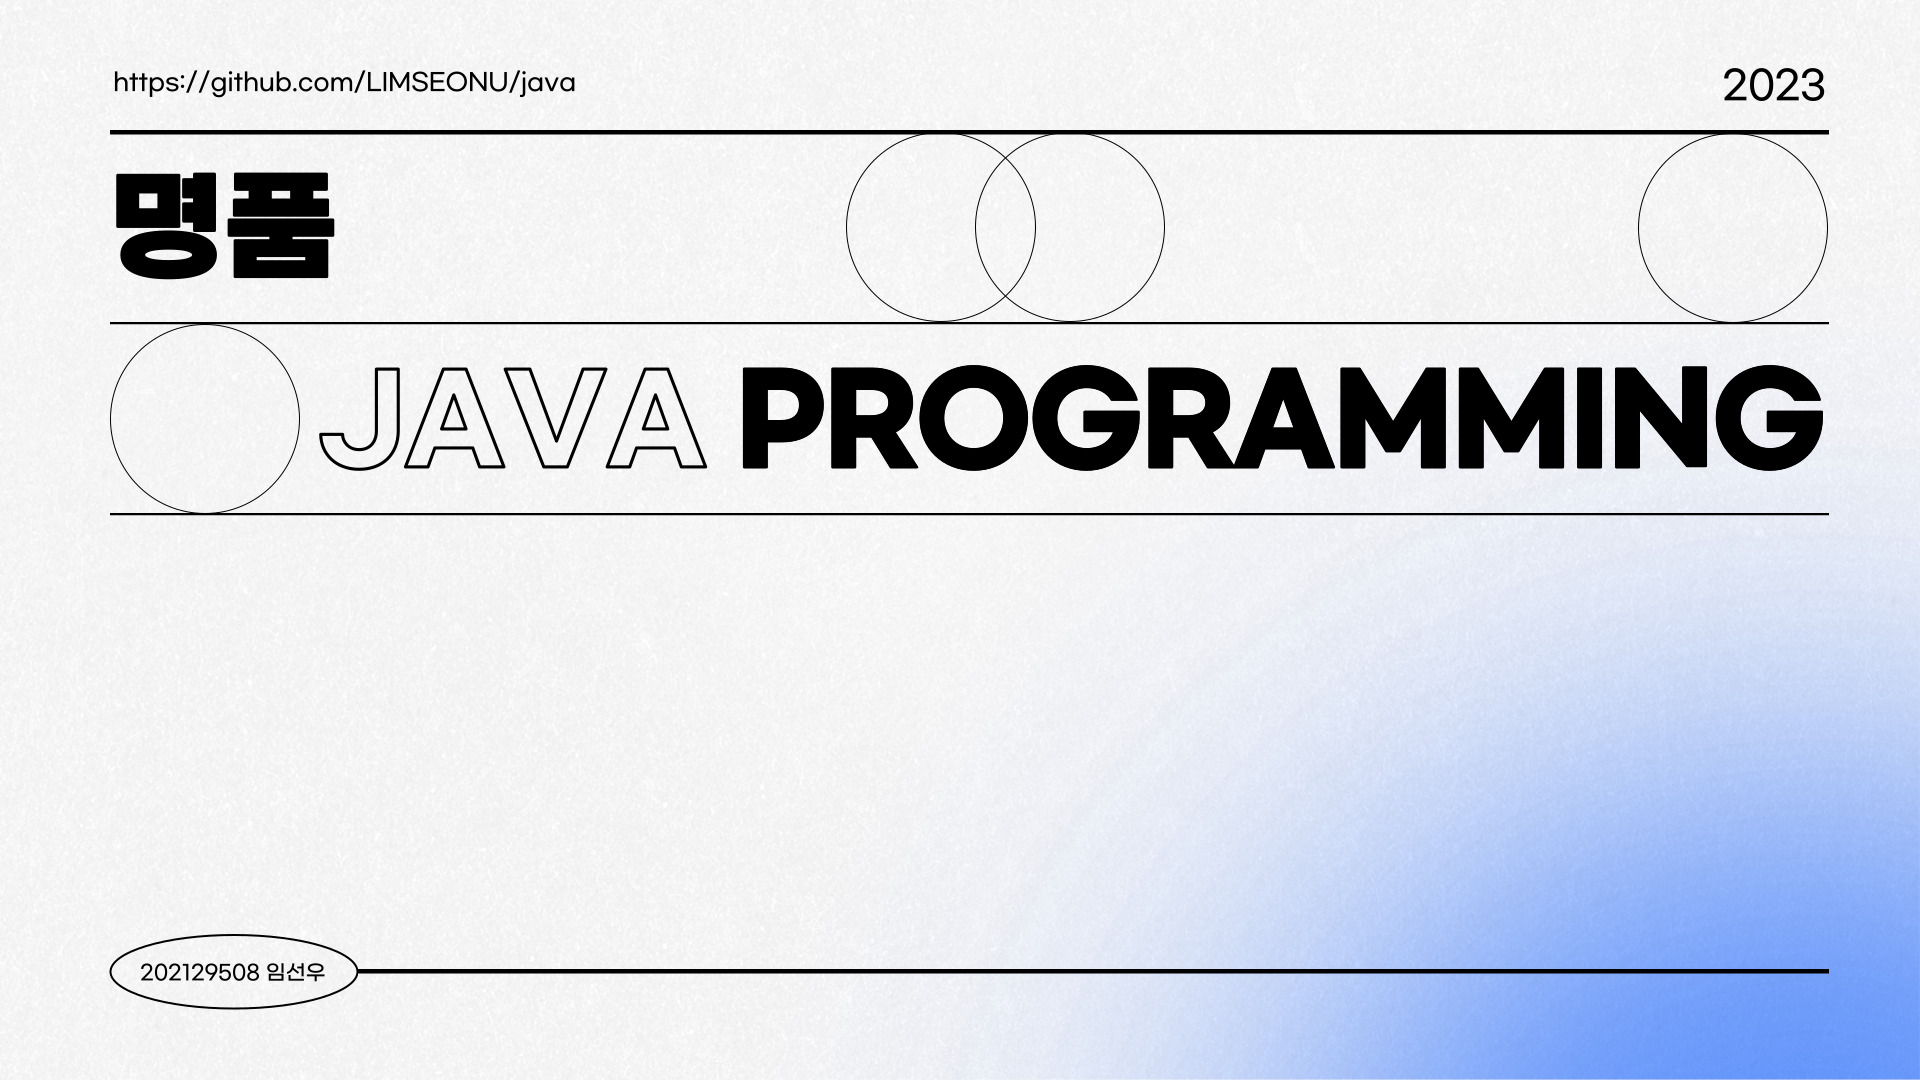 https://github.com/LIMSEONU/java
2023
명품
JAVA PROGRAMMING
202129508 임선우